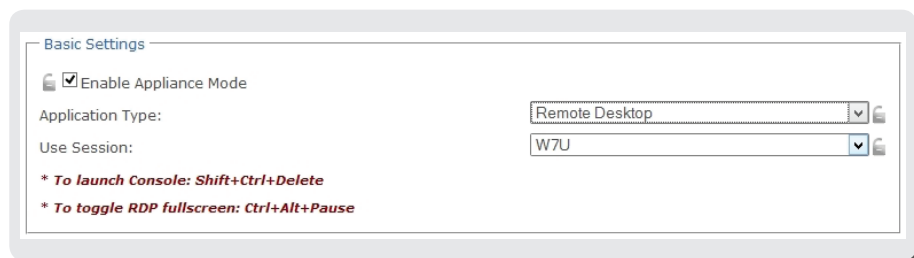 Basic Settings
Enable Appliance Mode
Application Type: Remote Desktop
Use Session: W7U
* To launch Console: Shift+Ctrl+Delete
* To toggle RDP fullscreen: Ctrl+Alt+Pause